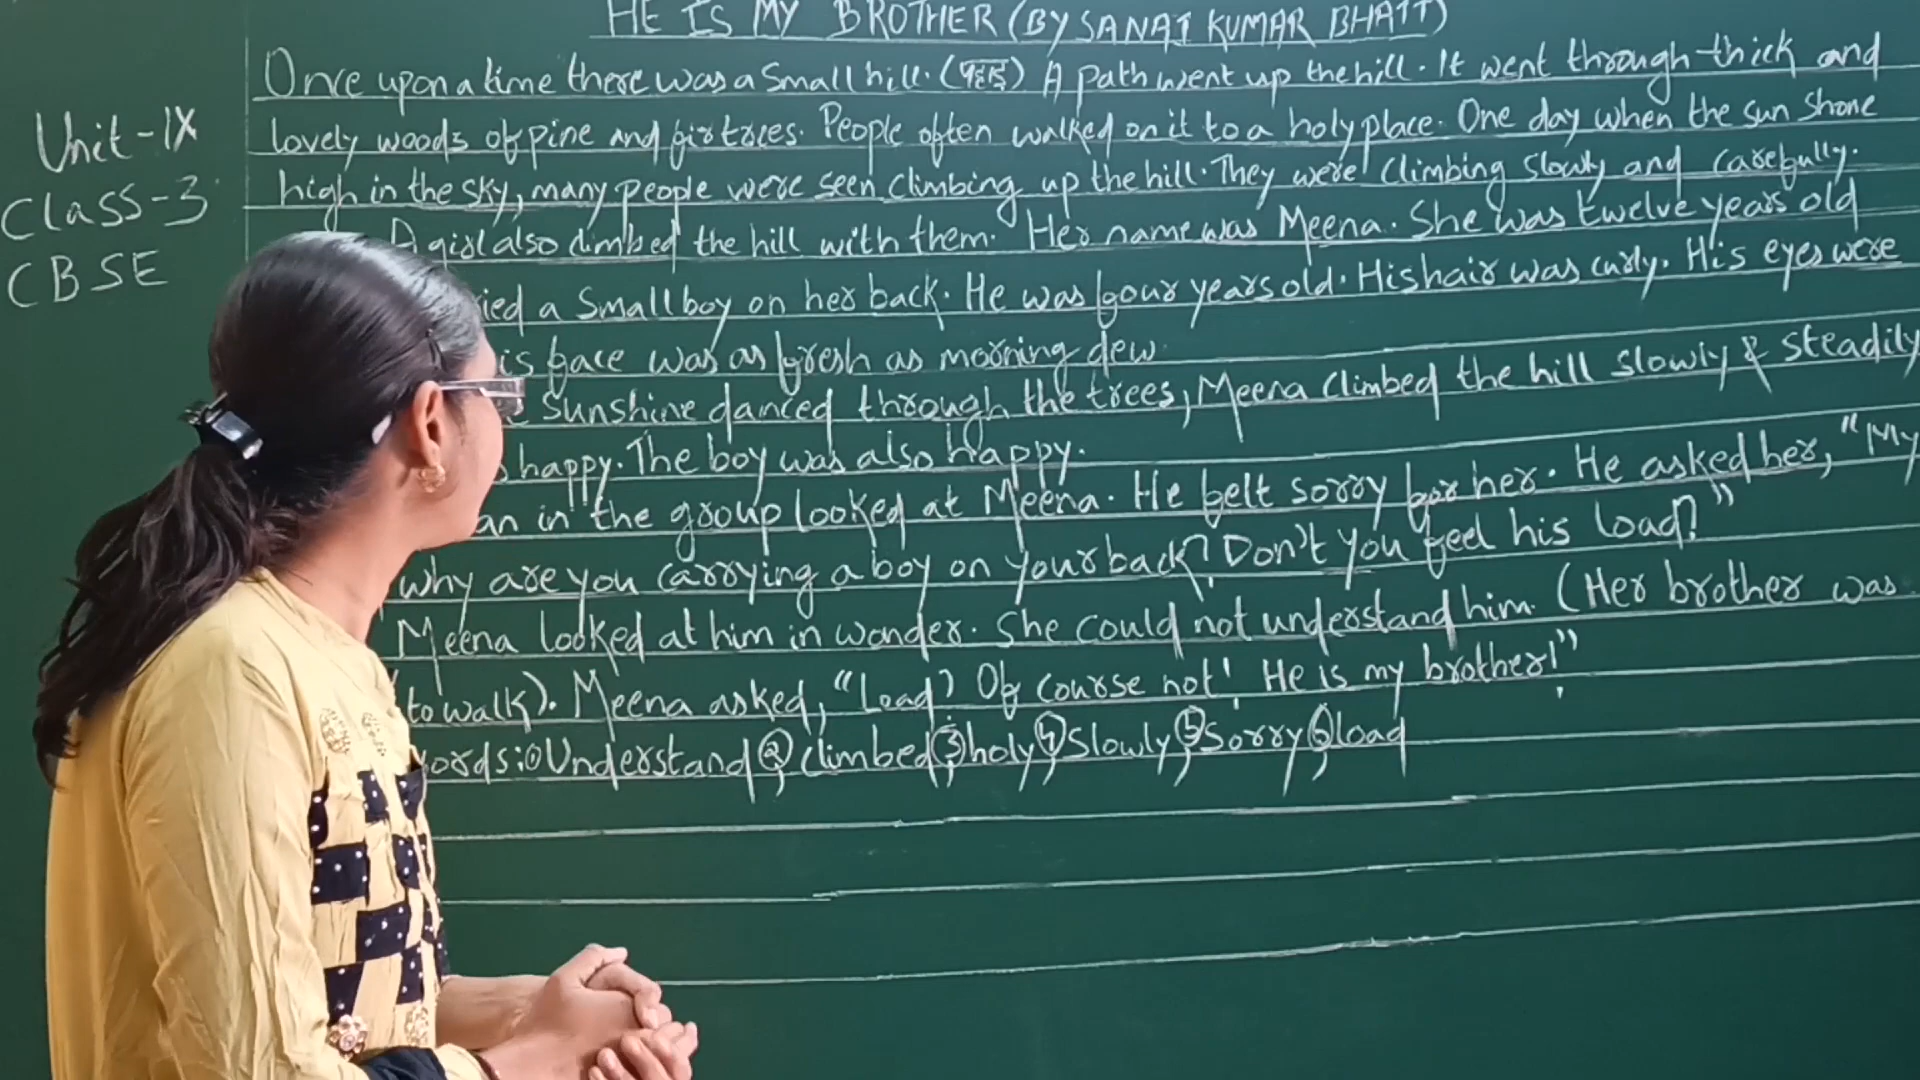 HE IS MY BROTHER (BY SANAT KUMAR BHATT)
Unit-IX
Class-3
CBSE
Once upon a time there was a small hill. (पहाड़) A path went up the hill. It went through thick and
lovely woods of pine and fir trees. People often walked on it to a holy place. One day when the sun shone
high in the sky, many people were seen climbing up the hill. They were climbing slowly and carefully.
A girl also climbed the hill with them. Her name was Meena. She was twelve years old
ied a small boy on her back. He was four years old. His hair was curly. His eyes were
is face was as fresh as morning dew.
sunshine danced through the trees, Meena climbed the hill slowly & steadily
s happy. The boy was also happy.
an in the group looked at Meena. He felt sorry for her. He asked her, "My
why are you carrying a boy on your back? Don't you feel his load?"
Meena looked at him in wonder. She could not understand him. (Her brother was
to walk). Meena asked, "Load? Of course not! He is my brother!"
ords:① Understand, ② climbed, ③ holy, ④ Slowly, ⑤ Sorry, ⑥ load